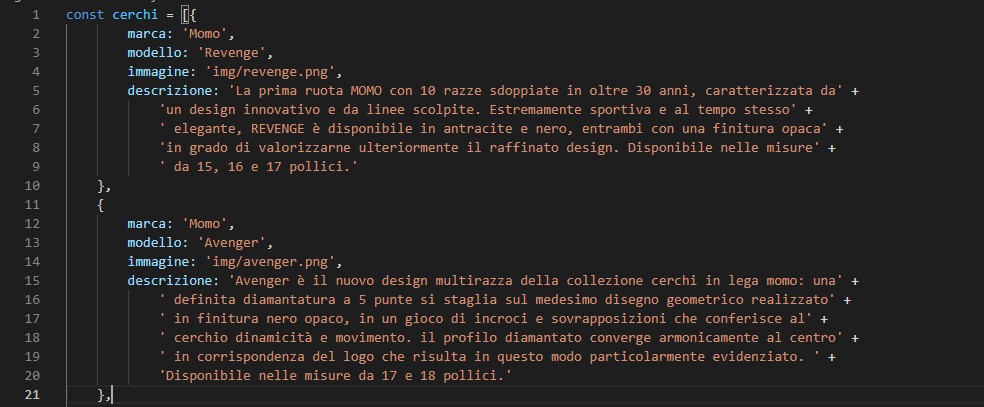 1 const cerchi = [{
2 marca: 'Momo',
3 modello: 'Revenge',
4 immagine: 'img/revenge.png',
5 descrizione: 'La prima ruota MOMO con 10 razze sdoppiate in oltre 30 anni, caratterizzata da' +
6 'un design innovativo e da linee scolpite. Estremamente sportiva e al tempo stesso' +
7 ' elegante, REVENGE è disponibile in antracite e nero, entrambi con una finitura opaca' +
8 'in grado di valorizzarne ulteriormente il raffinato design. Disponibile nelle misure' +
9 ' da 15, 16 e 17 pollici.'
10 },
11 {
12 marca: 'Momo',
13 modello: 'Avenger',
14 immagine: 'img/avenger.png',
15 descrizione: 'Avenger è il nuovo design multirazza della collezione cerchi in lega momo: una' +
16 ' definita diamantatura a 5 punte si staglia sul medesimo disegno geometrico realizzato' +
17 ' in finitura nero opaco, in un gioco di incroci e sovrapposizioni che conferisce al' +
18 ' cerchio dinamicità e movimento. il profilo diamantato converge armonicamente al centro' +
19 ' in corrispondenza del logo che risulta in questo modo particolarmente evidenziato. ' +
20 'Disponibile nelle misure da 17 e 18 pollici.'
21 },